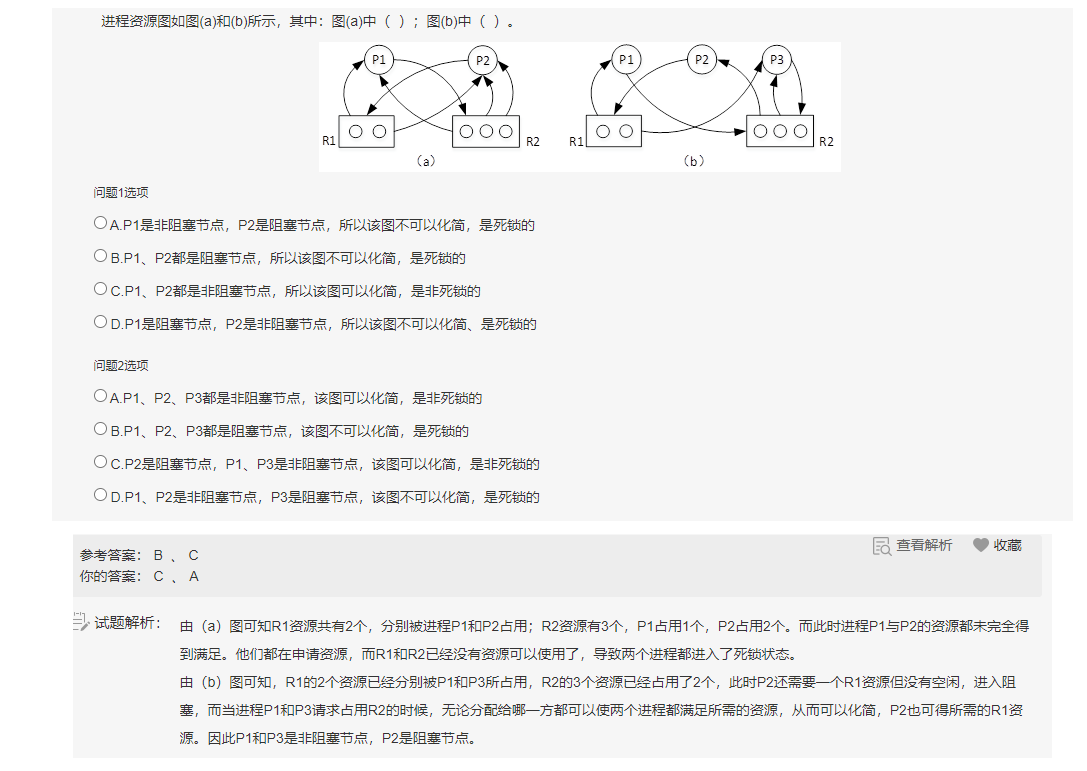 进程资源图如图(a)和(b)所示，其中：图(a)中（ ）；图(b)中（ ）。
P1
P2
R1
R2
(a)
P1
P2
P3
R1
R2
(b)
问题1选项
A.P1是非阻塞节点，P2是阻塞节点，所以该图不可以化简，是死锁的
B.P1、P2都是阻塞节点，所以该图不可以化简，是死锁的
C.P1、P2都是非阻塞节点，所以该图可以化简，是非死锁的
D.P1是阻塞节点，P2是非阻塞节点，所以该图不可以化简、是死锁的
问题2选项
A.P1、P2、P3都是非阻塞节点，该图可以化简，是非死锁的
B.P1、P2、P3都是阻塞节点，该图不可以化简，是死锁的
C.P2是阻塞节点，P1、P3是非阻塞节点，该图可以化简，是非死锁的
D.P1、P2是非阻塞节点，P3是阻塞节点，该图不可以化简，是死锁的
查看解析 收藏
参考答案： B 、 C
你的答案： C 、 A
试题解析：
由（a）图可知R1资源共有2个，分别被进程P1和P2占用；R2资源有3个，P1占用1个，P2占用2个。而此时进程P1与P2的资源都未完全得
到满足。他们都在申请资源，而R1和R2已经没有资源可以使用了，导致两个进程都进入了死锁状态。
由（b）图可知，R1的2个资源已经分别被P1和P3所占用，R2的3个资源已经占用了2个，此时P2还需要一个R1资源但没有空闲，进入阻
塞，而当进程P1和P3请求占用R2的时候，无论分配给哪一方都可以使两个进程都满足所需的资源，从而可以化简，P2也可得所需的R1资
源。因此P1和P3是非阻塞节点，P2是阻塞节点。